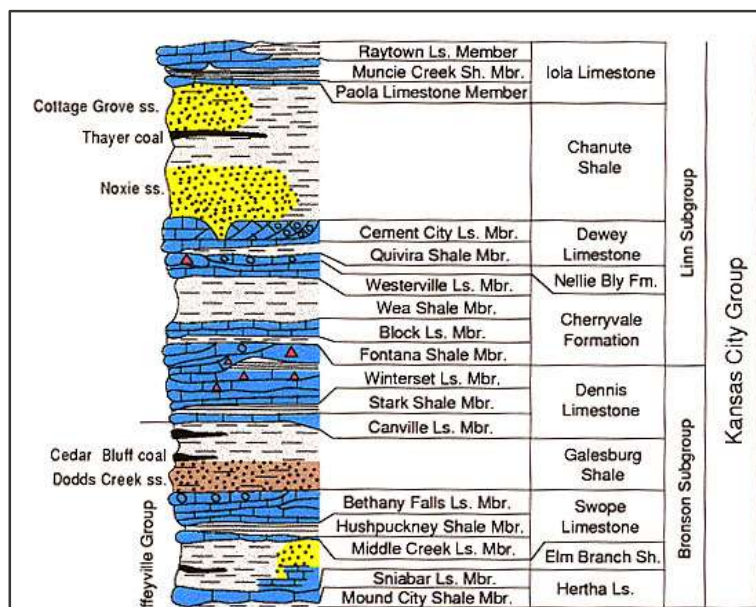 Cottage Grove ss.
Thayer coal
Noxie ss.
Cedar Bluff coal
Dodds Creek ss.
ffeyville Group
Raytown Ls. Member
Muncie Creek Sh. Mbr.
Paola Limestone Member
Cement City Ls. Mbr.
Quivira Shale Mbr.
Westerville Ls. Mbr.
Wea Shale Mbr.
Block Ls. Mbr.
Fontana Shale Mbr.
Winterset Ls. Mbr.
Stark Shale Mbr.
Canville Ls. Mbr.
Bethany Falls Ls. Mbr.
Hushpuckney Shale Mbr.
Middle Creek Ls. Mbr.
Sniabar Ls. Mbr.
Mound City Shale Mbr.
Iola Limestone
Chanute
Shale
Dewey
Limestone
Nellie Bly Fm.
Cherryvale
Formation
Dennis
Limestone
Galesburg
Shale
Swope
Limestone
Elm Branch Sh.
Hertha Ls.
Linn Subgroup
Bronson Subgroup
Kansas City Group